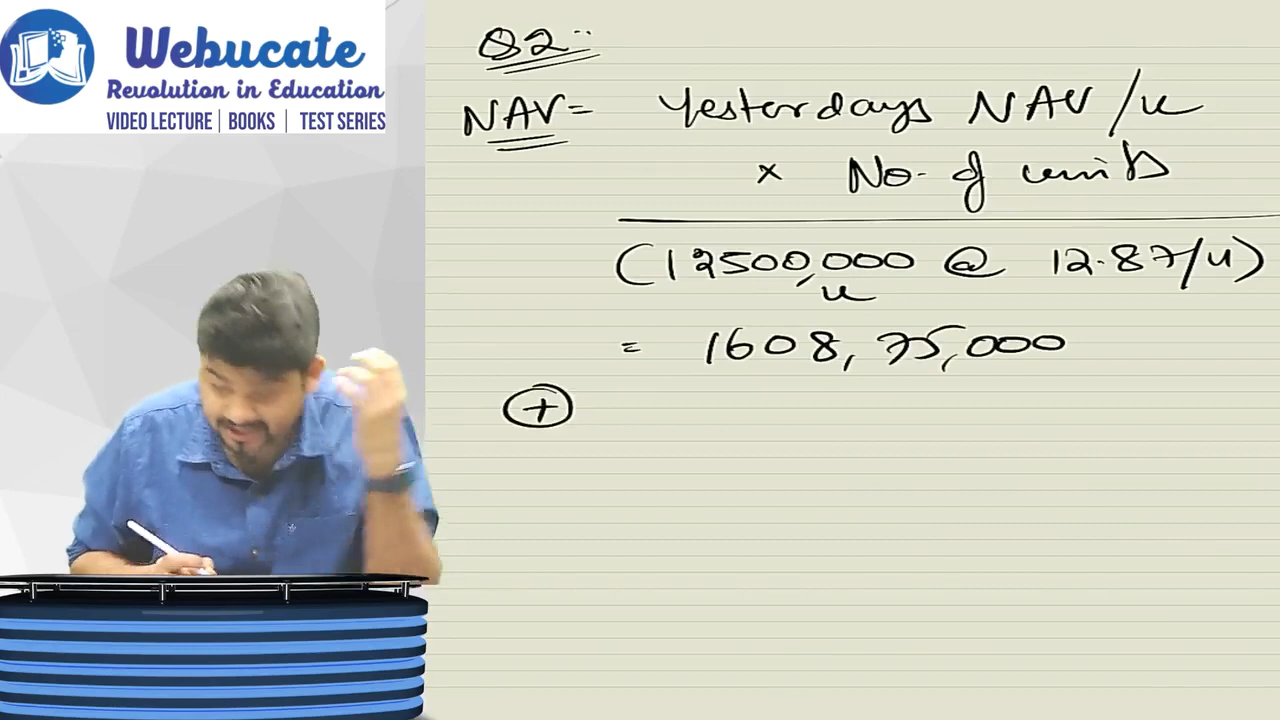 Webucate
Revolution in Education
VIDEO LECTURE | BOOKS | TEST SERIES
Q2:
NAV = Yesterdays NAV/u
× No. of units
(12500,000 @ 12.87/u)
u
= 1608,75,000
+